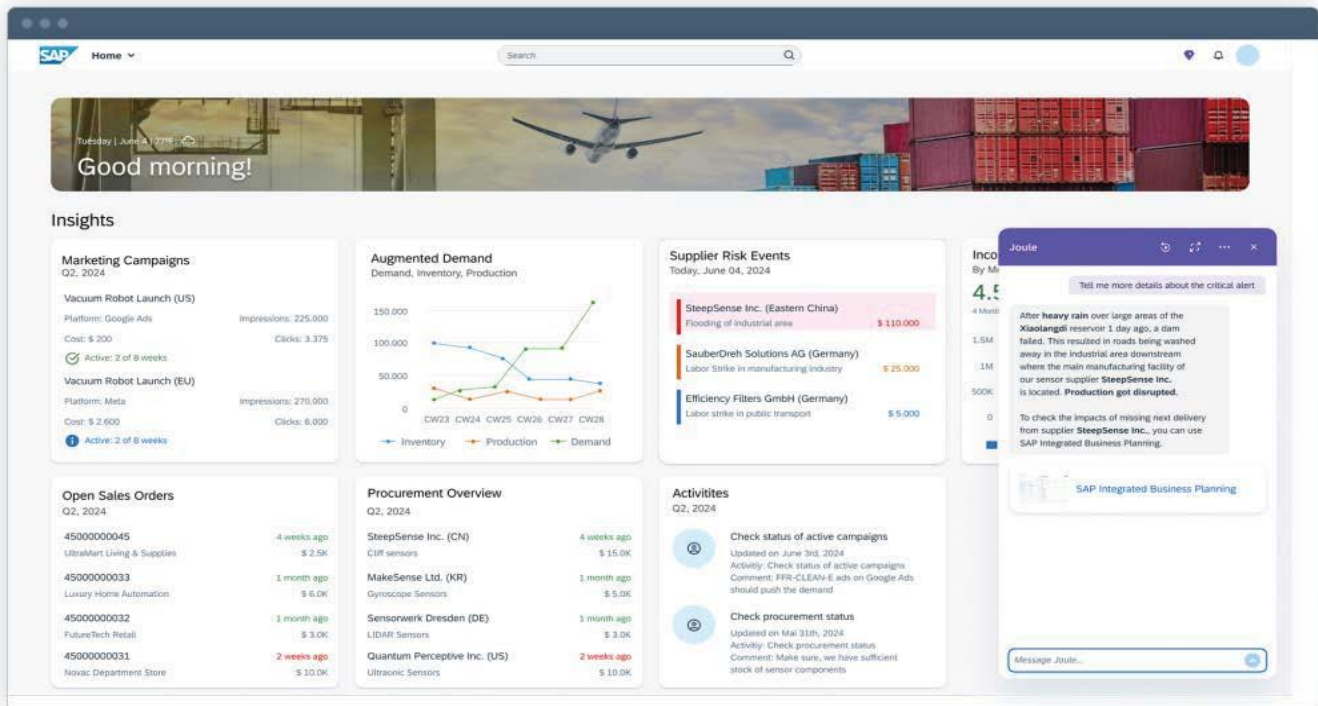 SAP Home
Search
Tuesday | June 4 | 77°F
Good morning!
Insights
Marketing Campaigns
Q2, 2024
Vacuum Robot Launch (US)
Platform: Google Ads Impressions: 225.000
Cost: $ 200 Clicks: 3.375
Active: 2 of 8 weeks
Vacuum Robot Launch (EU)
Platform: Meta Impressions: 270.000
Cost: $ 2.600 Clicks: 6.000
Active: 2 of 8 weeks
Augmented Demand
Demand, Inventory, Production
150.000
100.000
50.000
0
CW23 CW24 CW25 CW26 CW27 CW28
Inventory Production Demand
Supplier Risk Events
Today, June 04, 2024
SteepSense Inc. (Eastern China)
Flooding of industrial area $ 110.000
SauberDreh Solutions AG (Germany)
Labor Strike in manufacturing industry $ 25.000
Efficiency Filters GmbH (Germany)
Labor strike in public transport $ 5.000
Inco
By M
4.5
4 Mont
1.5M
1M
500K
0
Joule
Tell me more details about the critical alert
After heavy rain over large areas of the
Xiaolangdi reservoir 1 day ago, a dam
failed. This resulted in roads being washed
away in the industrial area downstream
where the main manufacturing facility of
our sensor supplier SteepSense Inc.
is located. Production got disrupted.
To check the impacts of missing next delivery
from supplier SteepSense Inc., you can use
SAP Integrated Business Planning.
SAP Integrated Business Planning
Message Joule...
Open Sales Orders
Q2, 2024
45000000045 4 weeks ago
UltraMart Living & Supplies $ 2.5K
45000000033 1 month ago
Luxury Home Automation $ 6.0K
45000000032 1 month ago
FutureTech Retail $ 3.0K
45000000031 2 weeks ago
Novac Department Store $ 10.0K
Procurement Overview
Q2, 2024
SteepSense Inc. (CN) 4 weeks ago
Cliff sensors $ 15.0K
MakeSense Ltd. (KR) 1 month ago
Gyroscope Sensors $ 5.0K
Sensorwerk Dresden (DE) 1 month ago
LIDAR Sensors $ 3.0K
Quantum Perceptive Inc. (US) 2 weeks ago
Ultraonic Sensors $ 10.0K
Activitites
Q2, 2024
Check status of active campaigns
Updated on June 3rd, 2024
Activitiy: Check status of active campaigns
Comment: FFR-CLEAN-E ads on Google Ads
should push the demand
Check procurement status
Updated on Mai 31th, 2024
Activitiy: Check procurement status
Comment: Make sure, we have sufficient
stock of sensor components